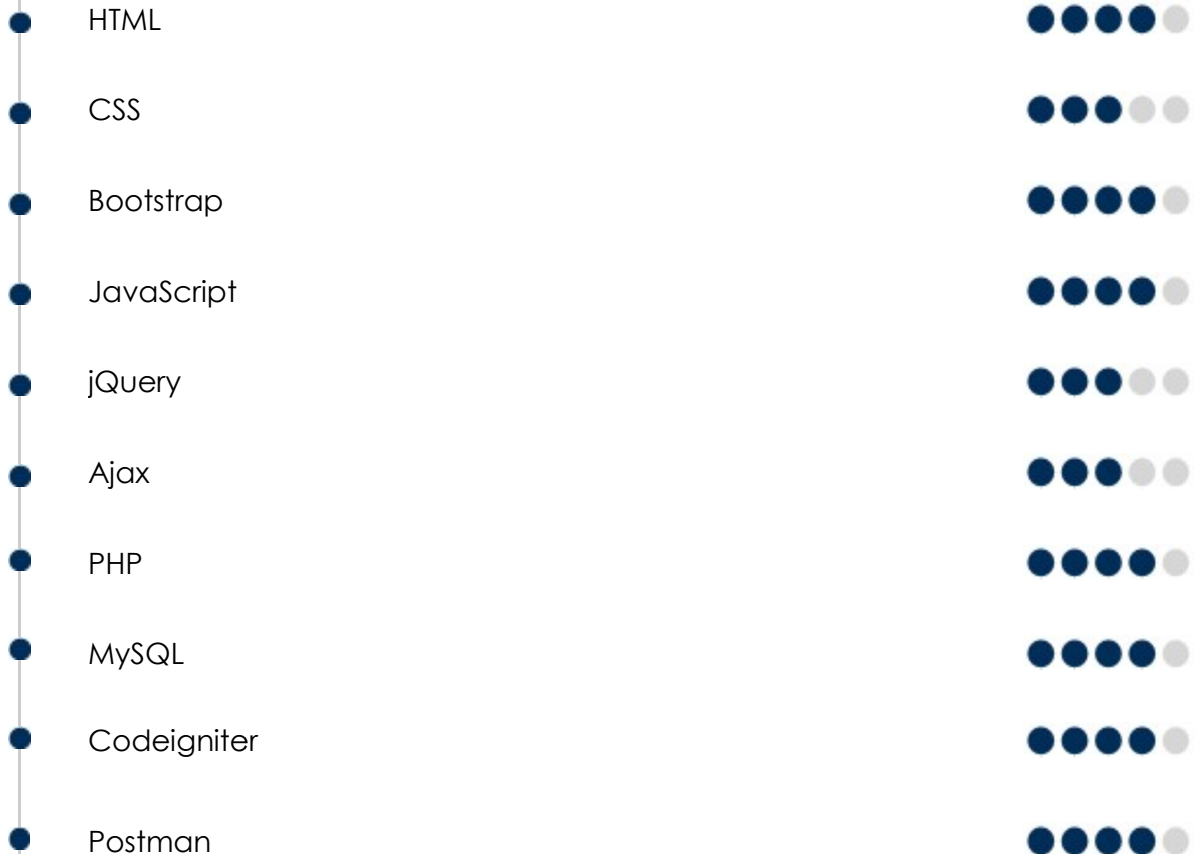 HTML
CSS
Bootstrap
JavaScript
jQuery
Ajax
PHP
MySQL
Codeigniter
Postman